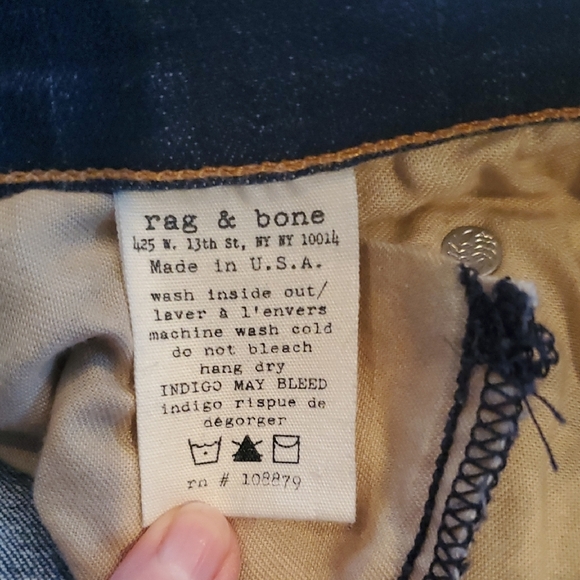 rag & bone
425 W. 13th St, NY NY 10014
Made in U.S.A.
wash inside out/
laver à l'envers
machine wash cold
do not bleach
hang dry
INDIGO MAY BLEED
indigo rispue de
dégorger
rn # 108879